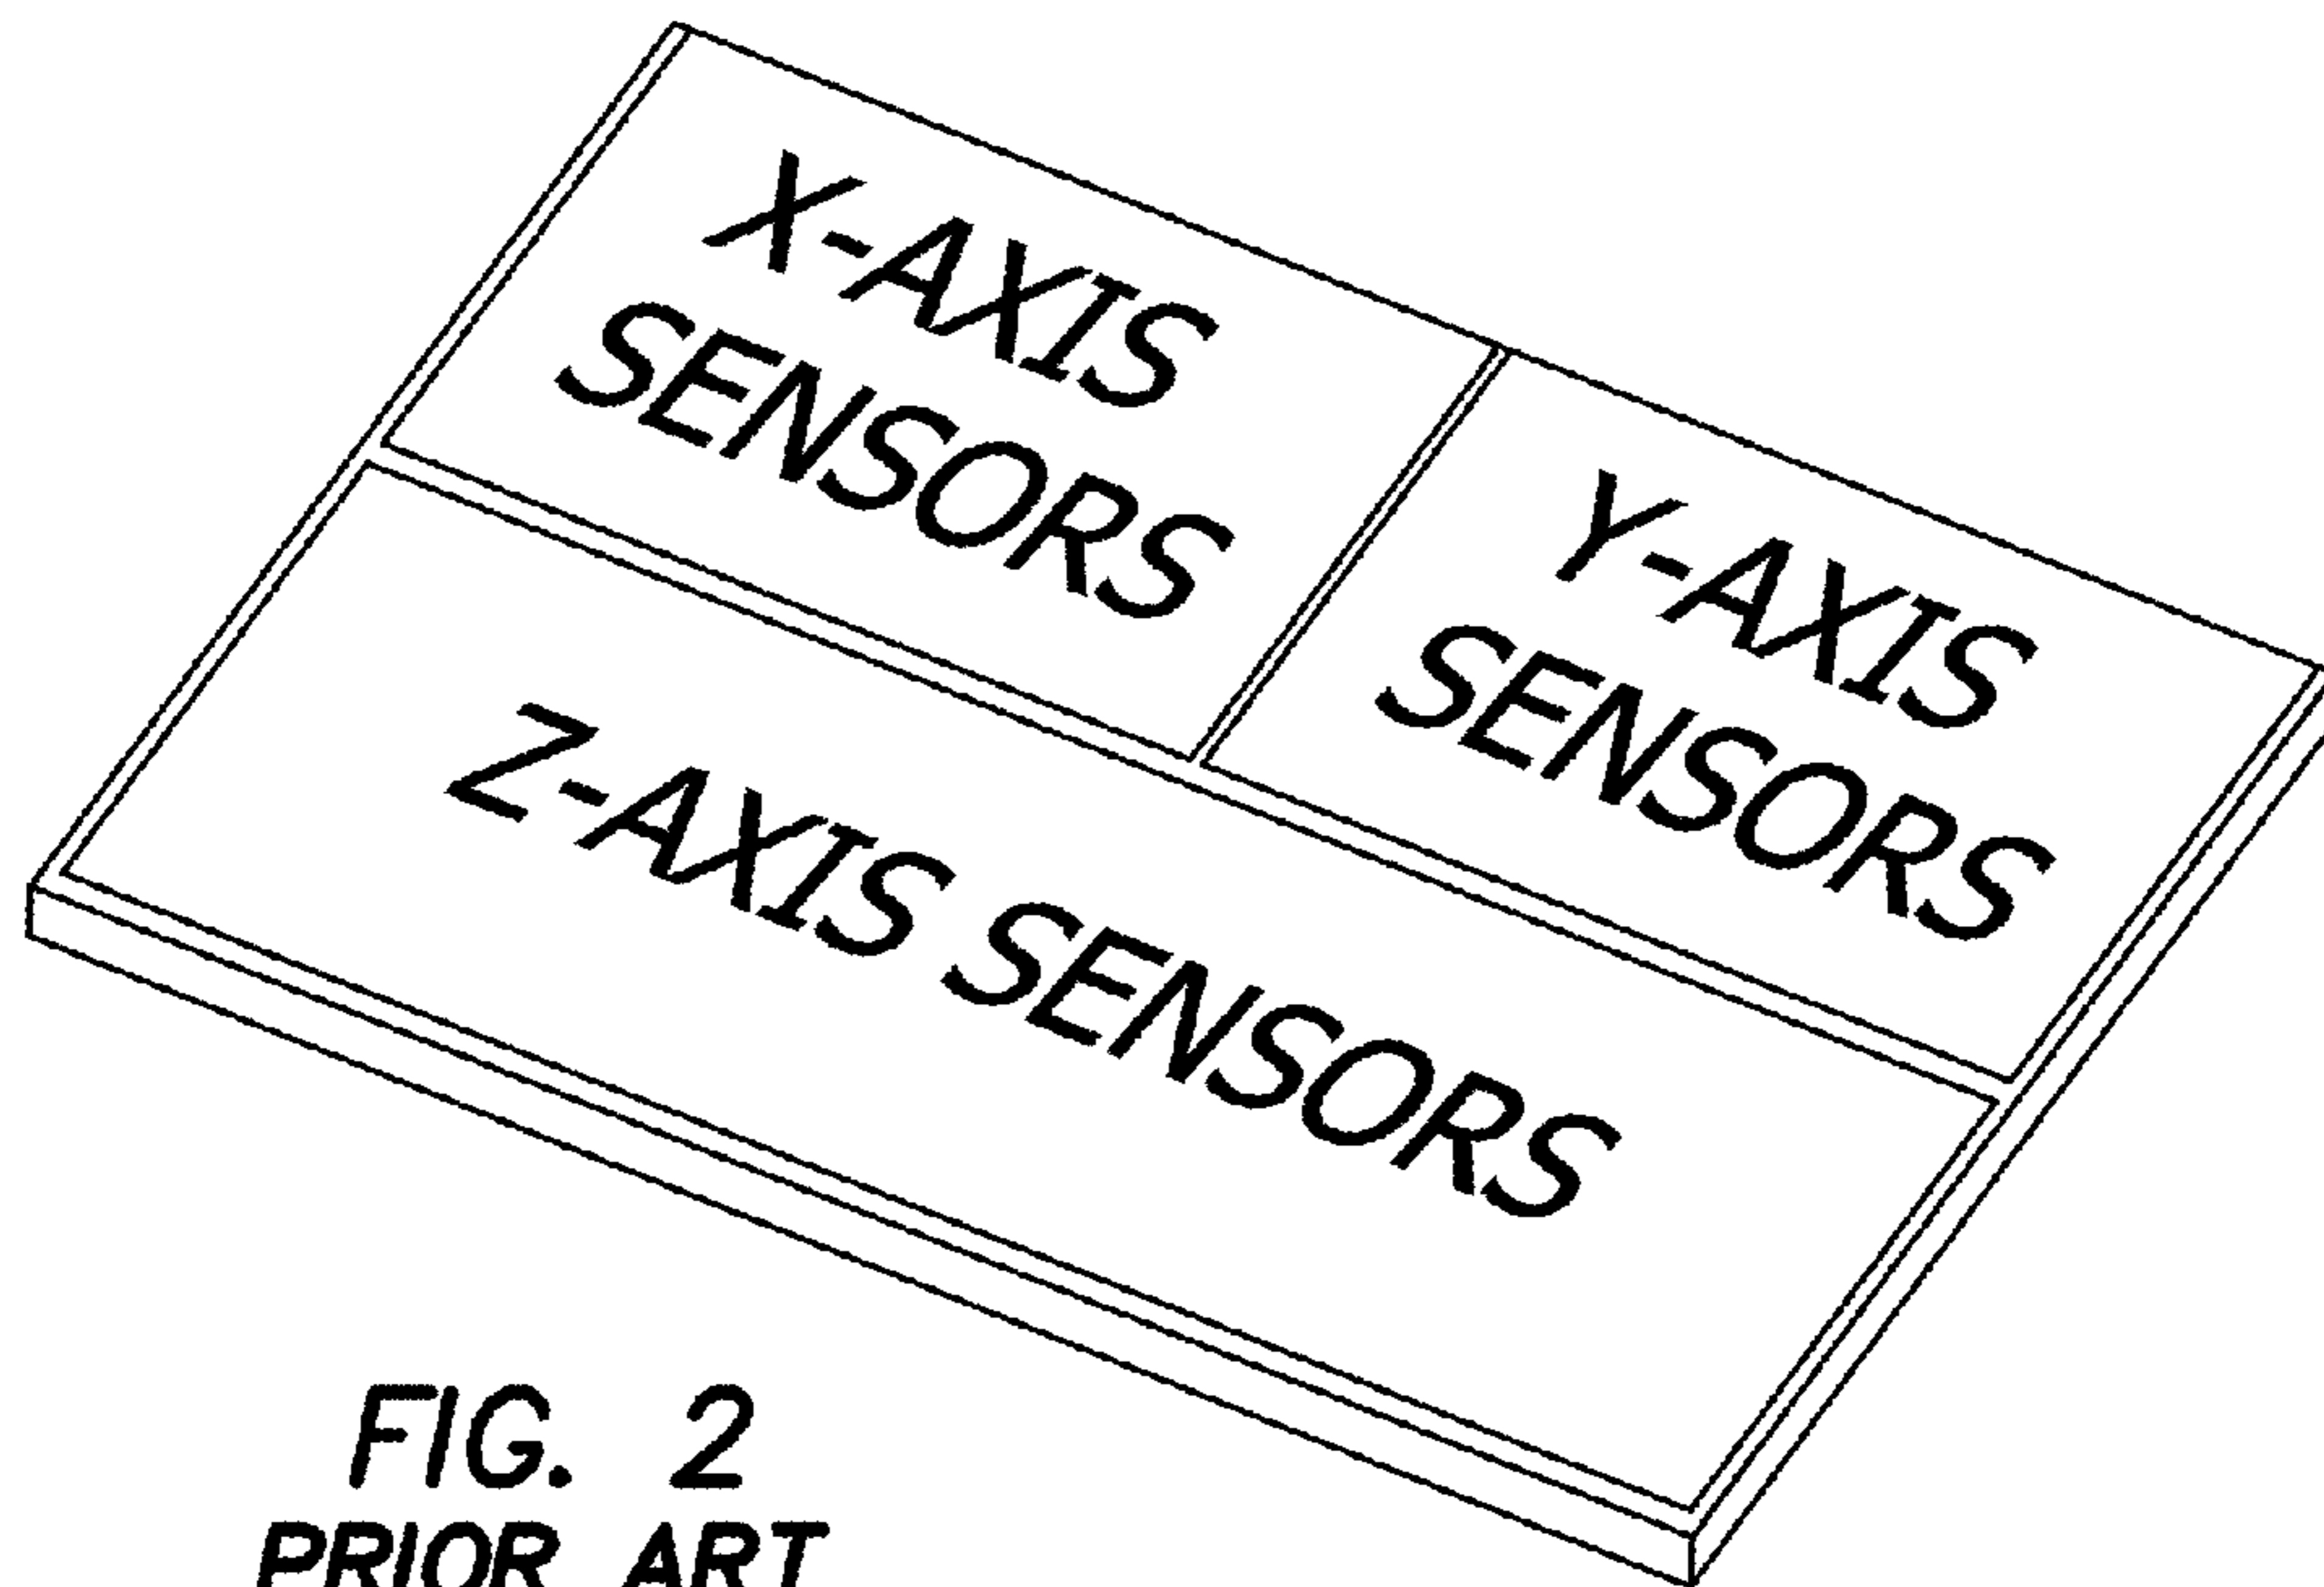 X-AXIS
SENSORS
Y-AXIS
SENSORS
Z-AXIS SENSORS
FIG. 2
PRIOR ART